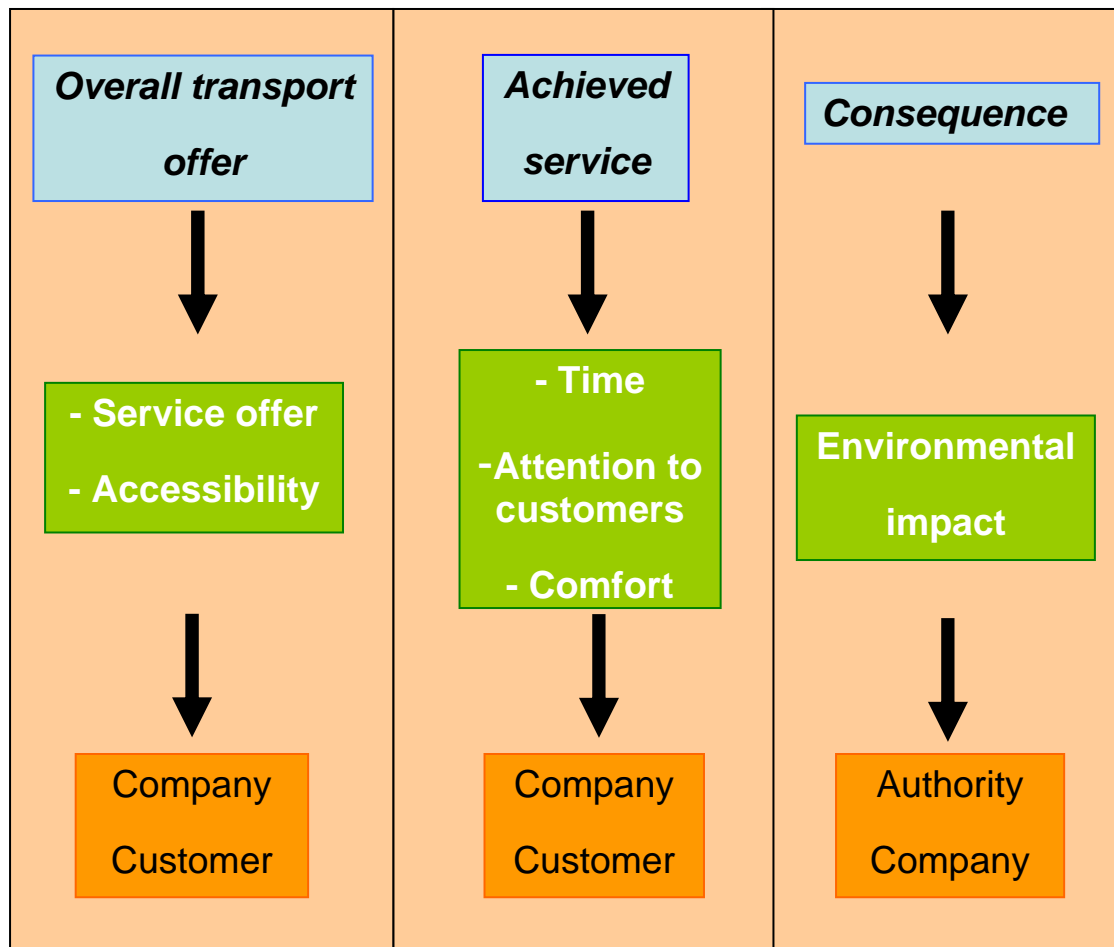 Overall transport
offer
- Service offer
- Accessibility
Company
Customer
Achieved
service
- Time
-Attention to
customers
- Comfort
Company
Customer
Consequence
Environmental
impact
Authority
Company